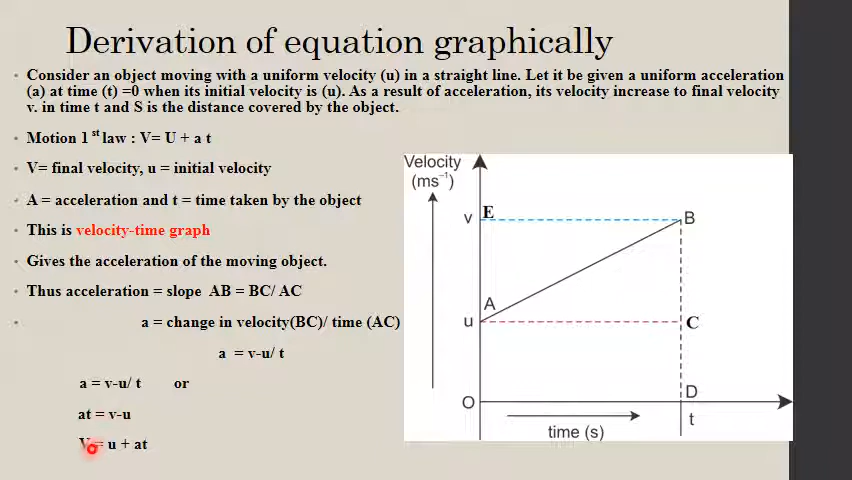 Derivation of equation graphically
• Consider an object moving with a uniform velocity (u) in a straight line. Let it be given a uniform acceleration
(a) at time (t) =0 when its initial velocity is (u). As a result of acceleration, its velocity increase to final velocity
v. in time t and S is the distance covered by the object.
• Motion 1 st law : V= U + a t
• V= final velocity, u = initial velocity
• A = acceleration and t = time taken by the object
• This is velocity-time graph
• Gives the acceleration of the moving object.
• Thus acceleration = slope AB = BC/ AC
• a = change in velocity(BC)/ time (AC)
a = v-u/ t
a = v-u/ t or
at = v-u
V= u + at
Velocity
(ms⁻¹)
v E B
A
u C
O D
t
time (s)